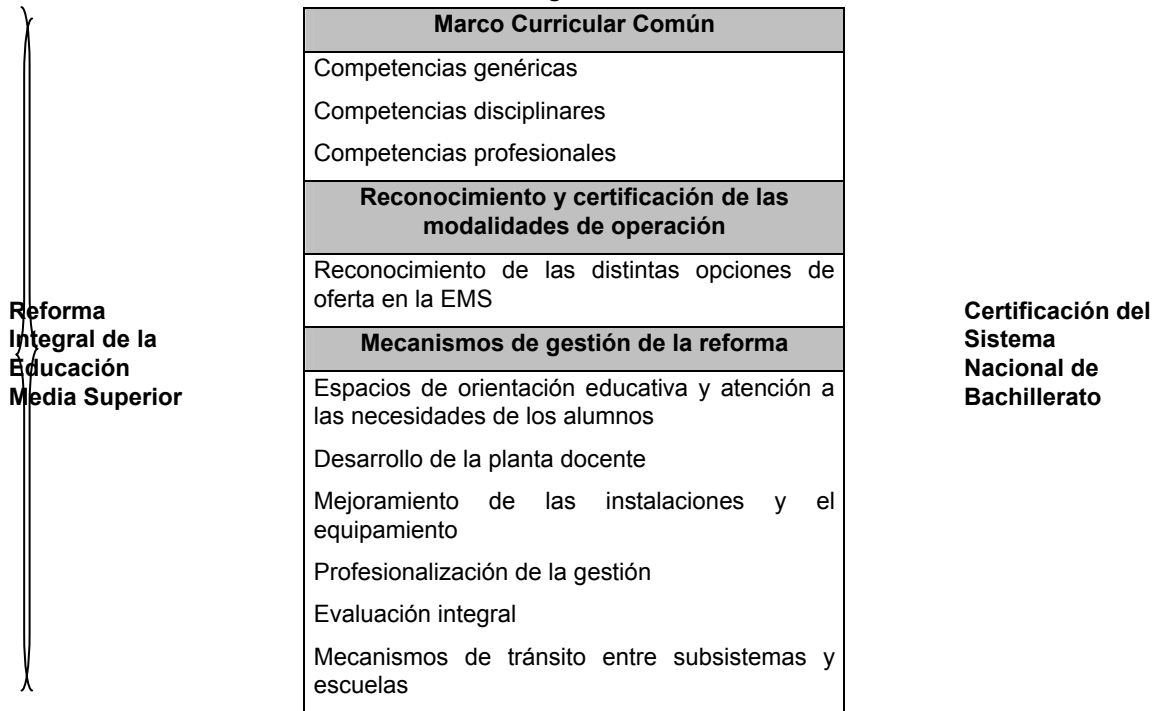 Marco Curricular Común
Competencias genéricas
Competencias disciplinares
Competencias profesionales
Reconocimiento y certificación de las
modalidades de operación
Reconocimiento de las distintas opciones de
oferta en la EMS
Mecanismos de gestión de la reforma
Espacios de orientación educativa y atención a
las necesidades de los alumnos
Desarrollo de la planta docente
Mejoramiento de las instalaciones y el
equipamiento
Profesionalización de la gestión
Evaluación integral
Mecanismos de tránsito entre subsistemas y
escuelas
Reforma
Integral de la
Educación
Media Superior
Certificación del
Sistema
Nacional de
Bachillerato